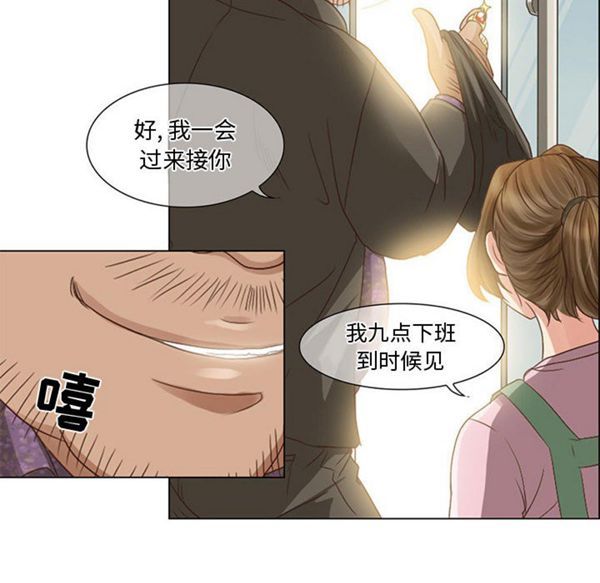 好, 我一会
过来接你
我九点下班
到时候见
嘻